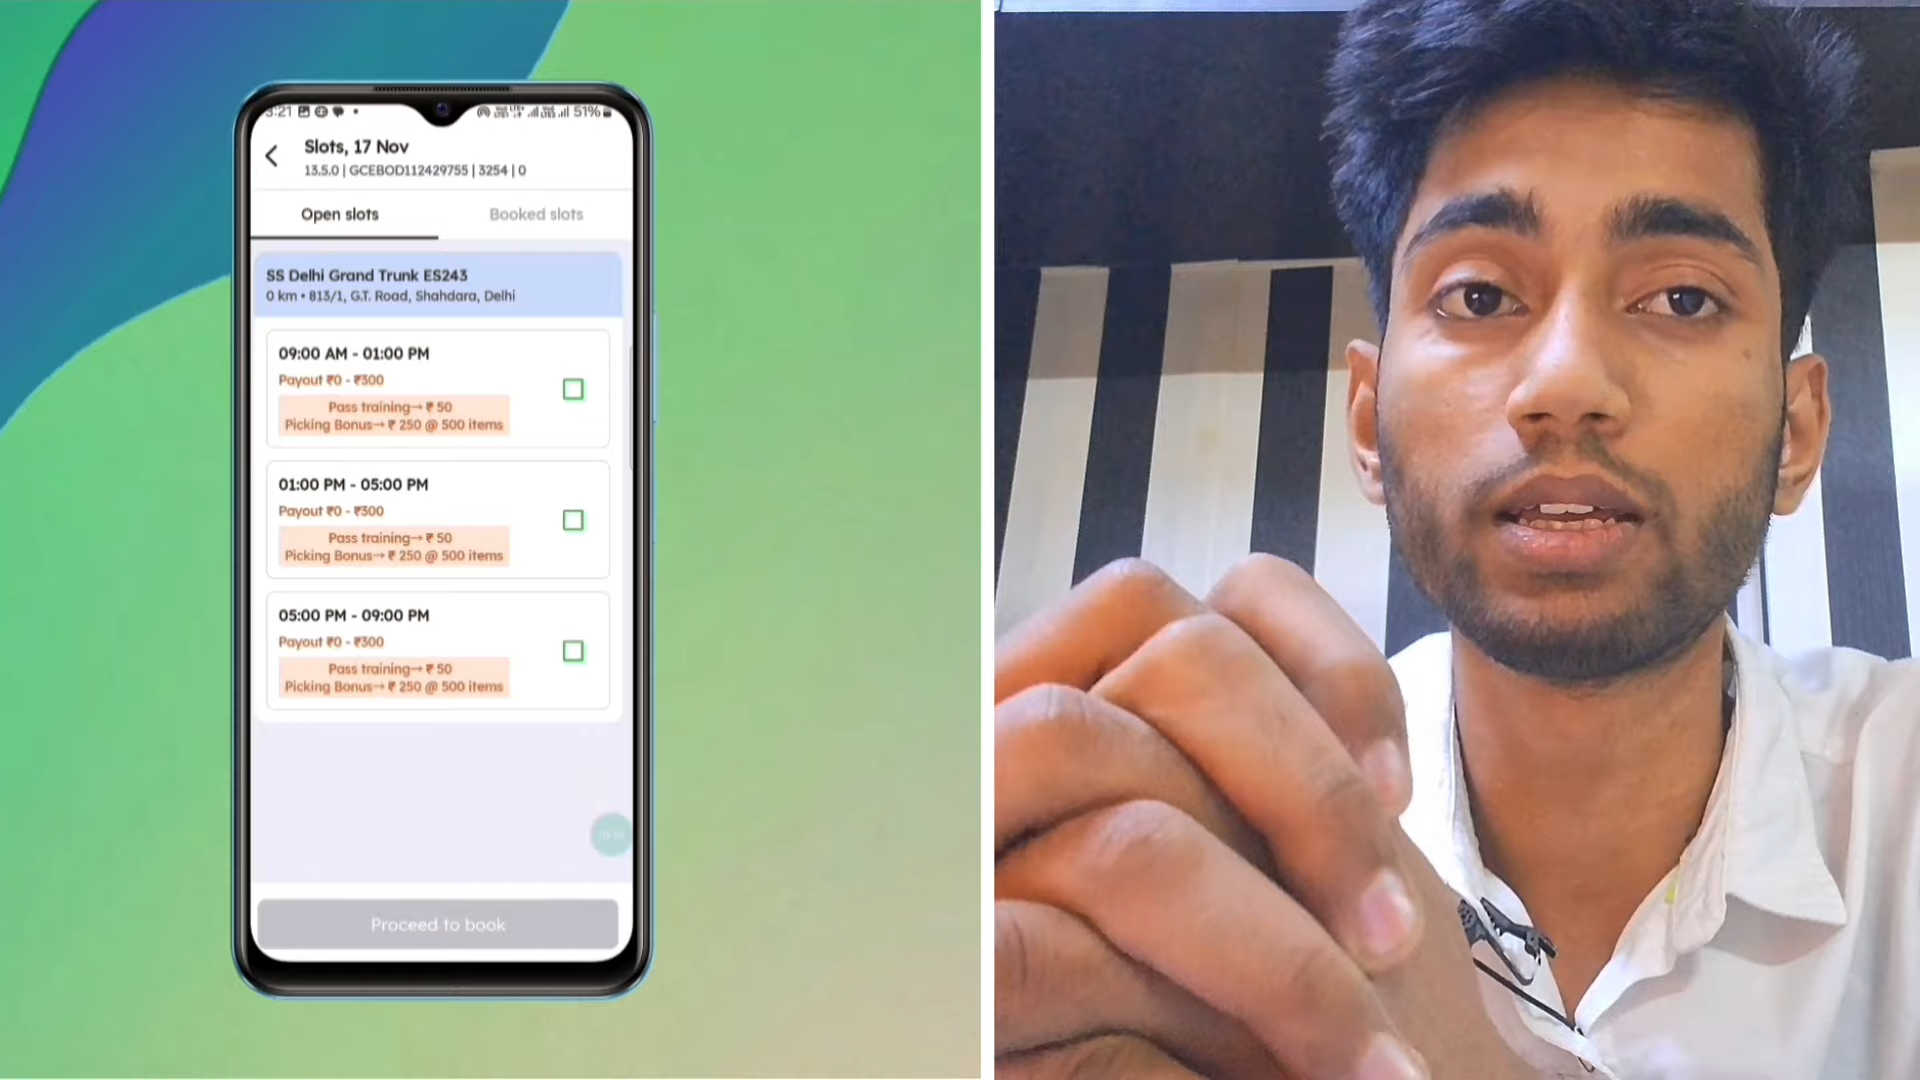 51%
Slots, 17 Nov
13.5.0 | GCEBOD112429755 | 3254 | 0
Open slots
Booked slots
SS Delhi Grand Trunk ES243
0 km • 813/1, G.T. Road, Shahdara, Delhi
09:00 AM - 01:00 PM
Payout ₹0 - ₹300
Pass training→ ₹ 50
Picking Bonus→ ₹ 250 @ 500 items
01:00 PM - 05:00 PM
Payout ₹0 - ₹300
Pass training→ ₹ 50
Picking Bonus→ ₹ 250 @ 500 items
05:00 PM - 09:00 PM
Payout ₹0 - ₹300
Pass training→ ₹ 50
Picking Bonus→ ₹ 250 @ 500 items
Proceed to book